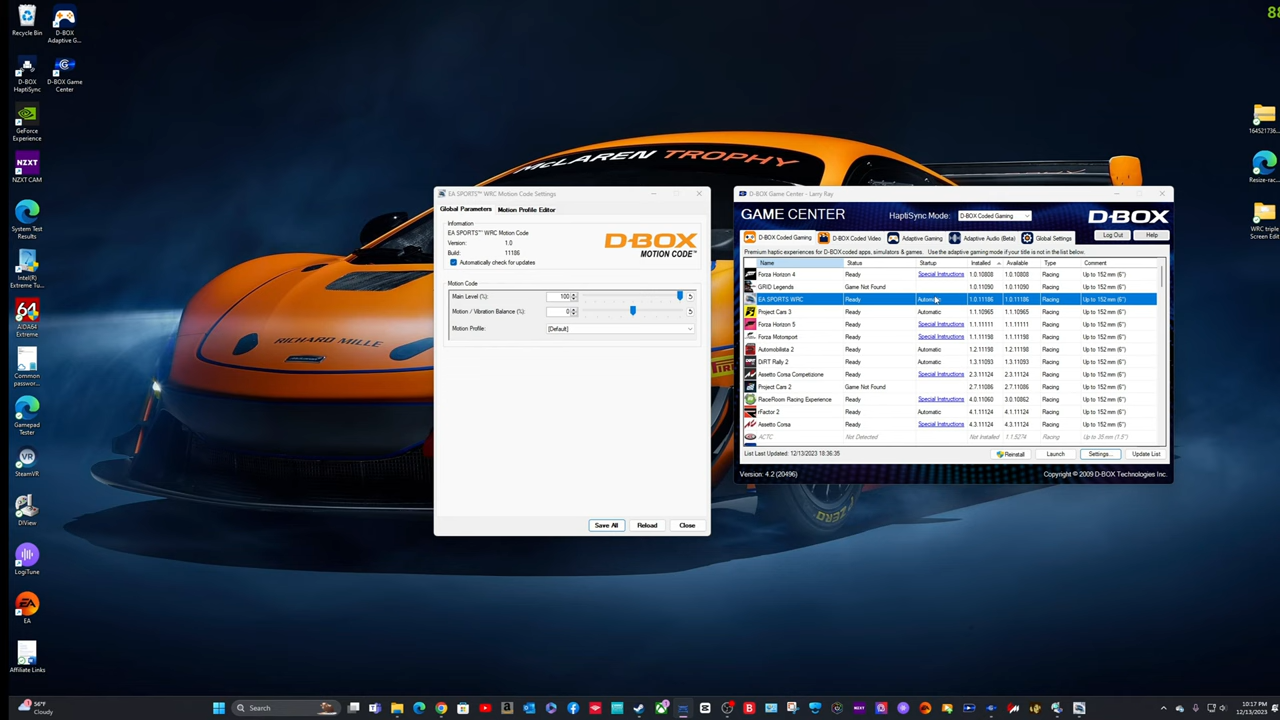 88
Recycle Bin
D-BOX Adaptive G...
D-BOX HaptiSync
D-BOX Game Center
GeForce Experience
NZXT
NZXT CAM
System Test Results
Intel(R) Extreme Tu...
64
AIDA64 Extreme
Common passwor...
Gamepad Tester
SteamVR
DIView
LogiTune
EA
EA
Affiliate Links
164521736...
Resize-rac...
WRC triple Screen Edit
McLAREN TROPHY
RICHARD MILLE
EA SPORTS™ WRC Motion Code Settings
Global Parameters Motion Profile Editor
Information
EA SPORTS™ WRC Motion Code
Version: 1.0
Build: 11186
Automatically check for updates
D-BOX
MOTION CODE™
Motion Code
Main Level (%): 100
Motion / Vibration Balance (%): 0
Motion Profile: [Default]
Save All Reload Close
D-BOX Game Center - Larry Ray
GAME CENTER HaptiSync Mode: D-BOX Coded Gaming D-BOX
D-BOX Coded Gaming D-BOX Coded Video Adaptive Gaming Adaptive Audio (Beta) Global Settings Log Out Help
Premium haptic experiences for D-BOX coded apps, simulators & games. Use the adaptive gaming mode if your title is not in the list below.
Name Status Startup Installed Available Type Comment
Forza Horizon 4 Ready Special Instructions 1.0.10808 1.0.10808 Racing Up to 152 mm (6")
GRID Legends Game Not Found 1.0.11090 1.0.11090 Racing Up to 152 mm (6")
EA SPORTS WRC Ready Automatic 1.0.11186 1.0.11186 Racing Up to 152 mm (6")
Project Cars 3 Ready Automatic 1.1.10965 1.1.10965 Racing Up to 152 mm (6")
Forza Horizon 5 Ready Special Instructions 1.1.11111 1.1.11111 Racing Up to 152 mm (6")
Forza Motorsport Ready Special Instructions 1.1.11198 1.1.11198 Racing Up to 152 mm (6")
Automobilista 2 Ready Automatic 1.2.11198 1.2.11198 Racing Up to 152 mm (6")
DiRT Rally 2 Ready Automatic 1.3.11093 1.3.11093 Racing Up to 152 mm (6")
Assetto Corsa Competizione Ready Special Instructions 2.3.11124 2.3.11124 Racing Up to 152 mm (6")
Project Cars 2 Game Not Found 2.7.11086 2.7.11086 Racing Up to 152 mm (6")
RaceRoom Racing Experience Ready Special Instructions 4.0.11060 3.0.10862 Racing Up to 152 mm (6")
rFactor 2 Ready Automatic 4.1.11124 4.1.11124 Racing Up to 152 mm (6")
Assetto Corsa Ready Special Instructions 4.3.11124 4.3.11124 Racing Up to 152 mm (6")
ACTC Not Detected Not Installed 1.1.5274 Racing Up to 35 mm (1.5")
List Last Updated: 12/13/2023 18:36:35 Reinstall Launch Settings... Update List
Version: 4.2 (20496) Copyright © 2009 D-BOX Technologies Inc.
56°F
Cloudy
Search
10:17 PM
12/13/2023